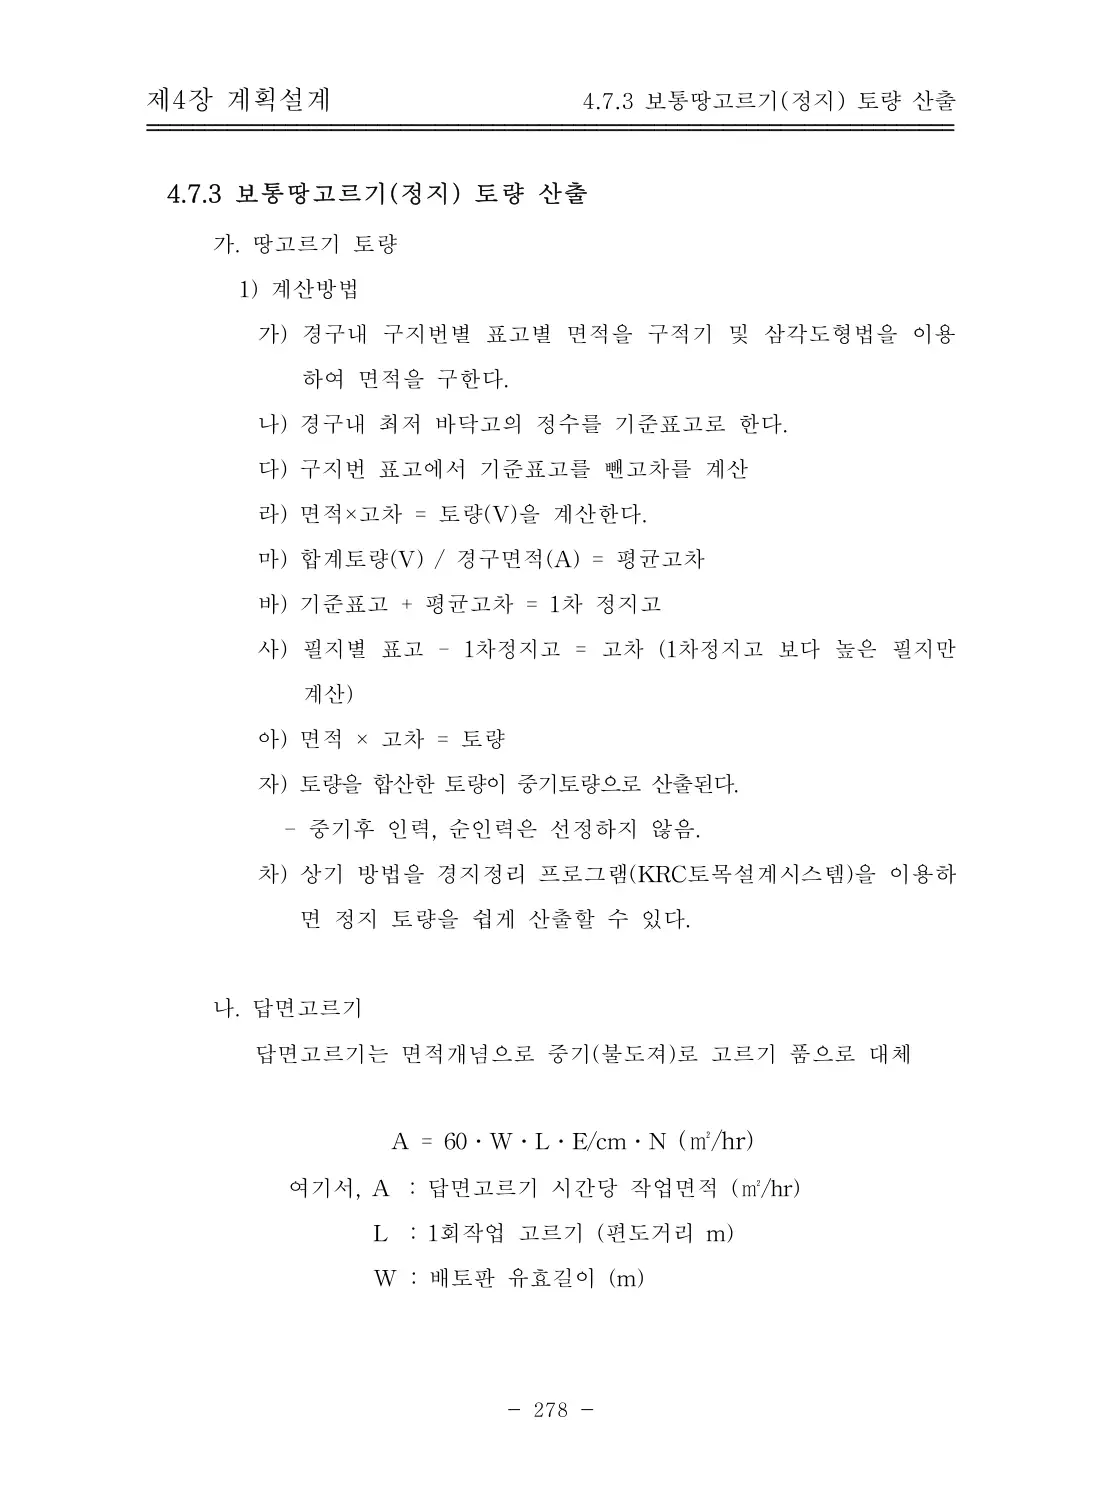 제4장 계획설계
4.7.3 보통땅고르기(정지) 토량 산출
4.7.3 보통땅고르기(정지) 토량 산출
가. 땅고르기 토량
1) 계산방법
가) 경구내 구지번별 표고별 면적을 구적기 및 삼각도형법을 이용
하여 면적을 구한다.
나) 경구내 최저 바닥고의 정수를 기준표고로 한다.
다) 구지번 표고에서 기준표고를 뺀고차를 계산
라) 면적×고차 = 토량(V)을 계산한다.
마) 합계토량(V) / 경구면적(A) = 평균고차
바) 기준표고 + 평균고차 = 1차 정지고
사) 필지별 표고 - 1차정지고 = 고차 (1차정지고 보다 높은 필지만
계산)
아) 면적 × 고차 = 토량
자) 토량을 합산한 토량이 중기토량으로 산출된다.
- 중기후 인력, 순인력은 선정하지 않음.
차) 상기 방법을 경지정리 프로그램(KRC토목설계시스템)을 이용하
면 정지 토량을 쉽게 산출할 수 있다.
나. 답면고르기
답면고르기는 면적개념으로 중기(불도져)로 고르기 품으로 대체
A = 60·W·L·E/cm·N (㎡/hr)
여기서, A : 답면고르기 시간당 작업면적 (㎡/hr)
L : 1회작업 고르기 (편도거리 m)
W : 배토판 유효길이 (m)
- 278 -